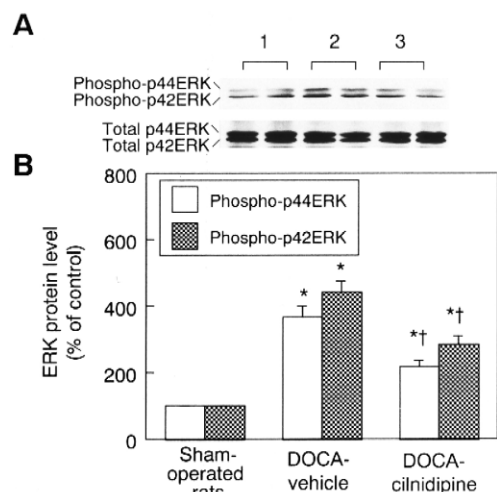 A
1 2 3
Phospho-p44ERK
Phospho-p42ERK
Total p44ERK
Total p42ERK
B
800
600
400
200
0
ERK protein level
(% of control)
Phospho-p44ERK
Phospho-p42ERK
* *
*† *†
Sham-
operated
rats
DOCA-
vehicle
DOCA-
cilnidipine